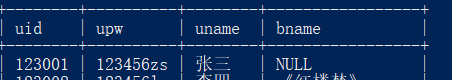 uid | upw | uname | bname
123001 | 123456zs | 张三 | NULL